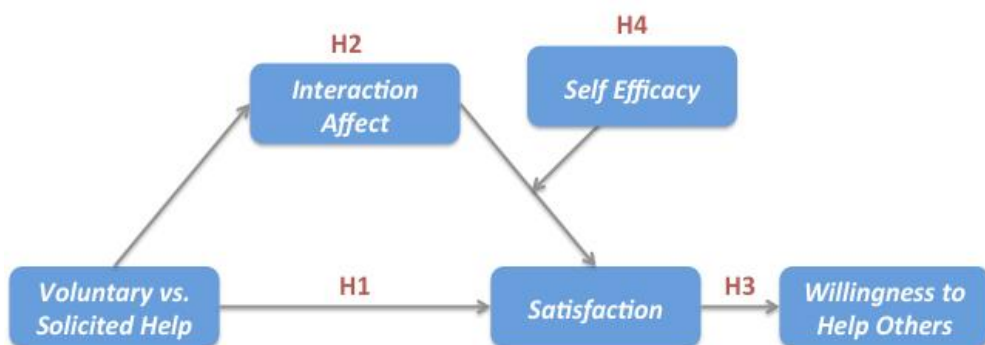 H2
H4
Interaction
Affect
Self Efficacy
Voluntary vs.
Solicited Help
H1
Satisfaction
H3
Willingness to
Help Others